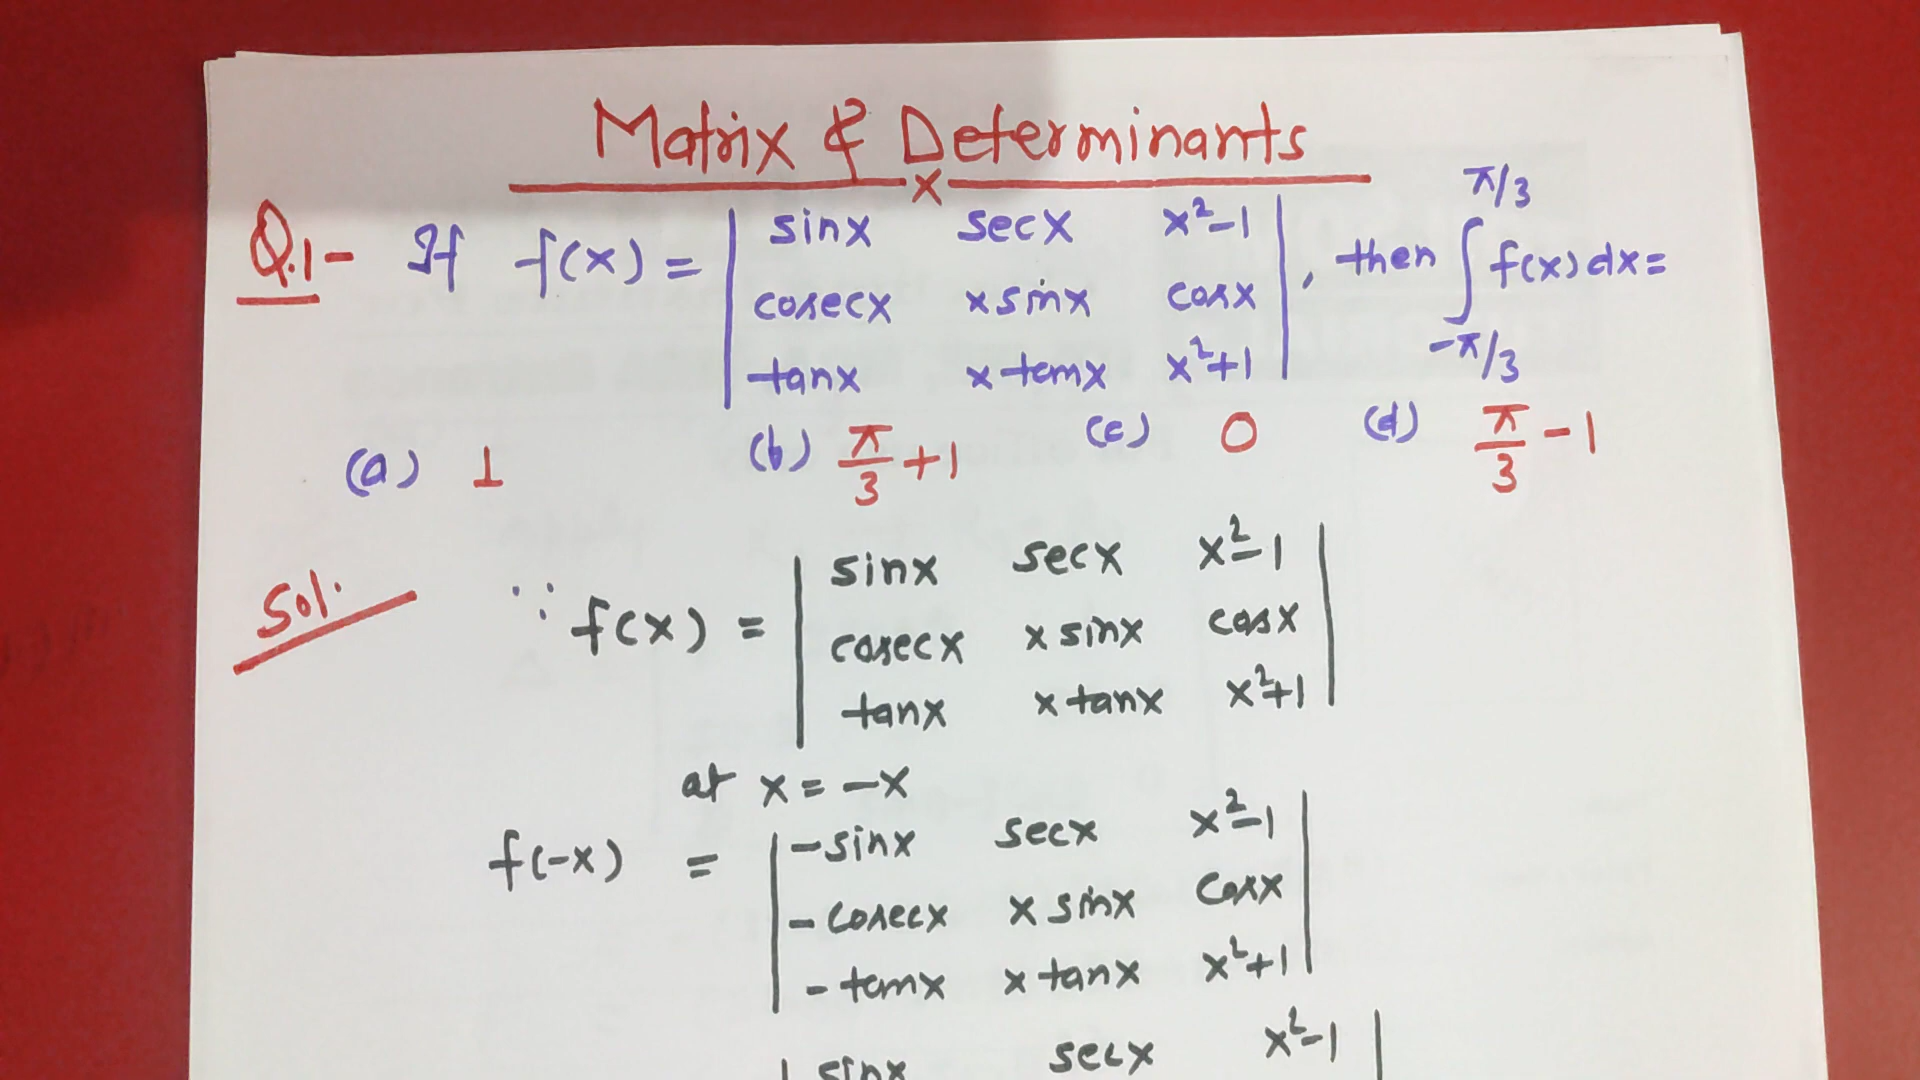 Matrix & Determinants
x
Q.1- If f(x) = | sinx secx x²-1 |, then ∫ f(x) dx =
π/3
| cosecx x sinx cosx |
-π/3
| tanx x tanx x²+1 |
(a) 1 (b) π/3 + 1 (c) 0 (d) π/3 - 1
Sol. ∵ f(x) = | sinx secx x²-1 |
| cosecx x sinx cosx |
| tanx x tanx x²+1 |
at x = -x
f(-x) = | -sinx secx x²-1 |
| -cosecx x sinx cosx |
| -tanx x tanx x²+1 |
| sinx secx x²-1 |